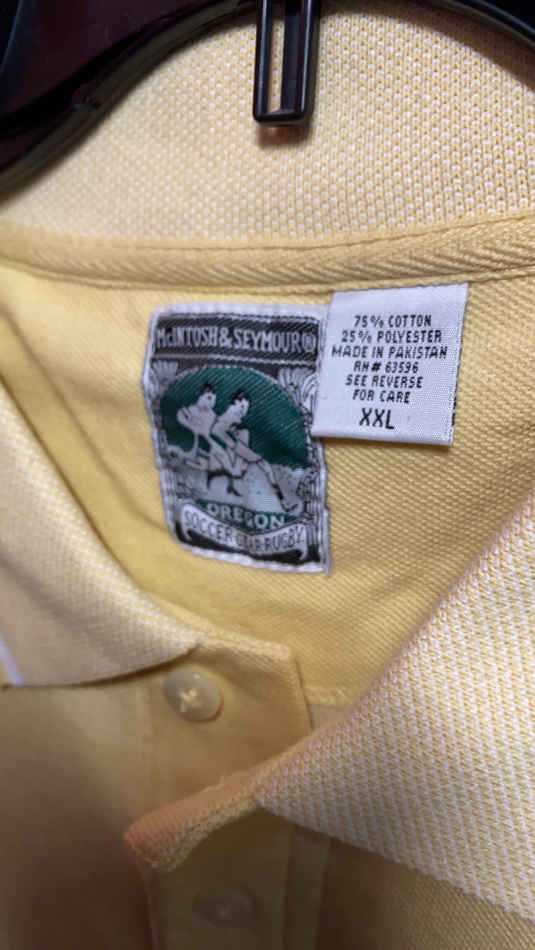 McINTOSH & SEYMOUR®
OREGON
SOCCER-GEAR-RUGBY
75% COTTON
25% POLYESTER
MADE IN PAKISTAN
RN# 63596
SEE REVERSE
FOR CARE
XXL